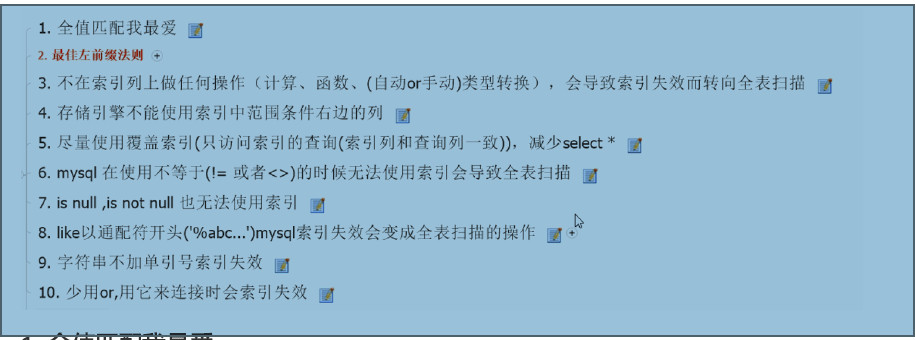 1. 全值匹配我最爱
2. 最佳左前缀法则
3. 不在索引列上做任何操作（计算、函数、(自动or手动)类型转换），会导致索引失效而转向全表扫描
4. 存储引擎不能使用索引中范围条件右边的列
5. 尽量使用覆盖索引(只访问索引的查询(索引列和查询列一致))，减少select *
6. mysql 在使用不等于(!= 或者<>)的时候无法使用索引会导致全表扫描
7. is null ,is not null 也无法使用索引
8. like以通配符开头('%abc...')mysql索引失效会变成全表扫描的操作
9. 字符串不加单引号索引失效
10. 少用or,用它来连接时会索引失效